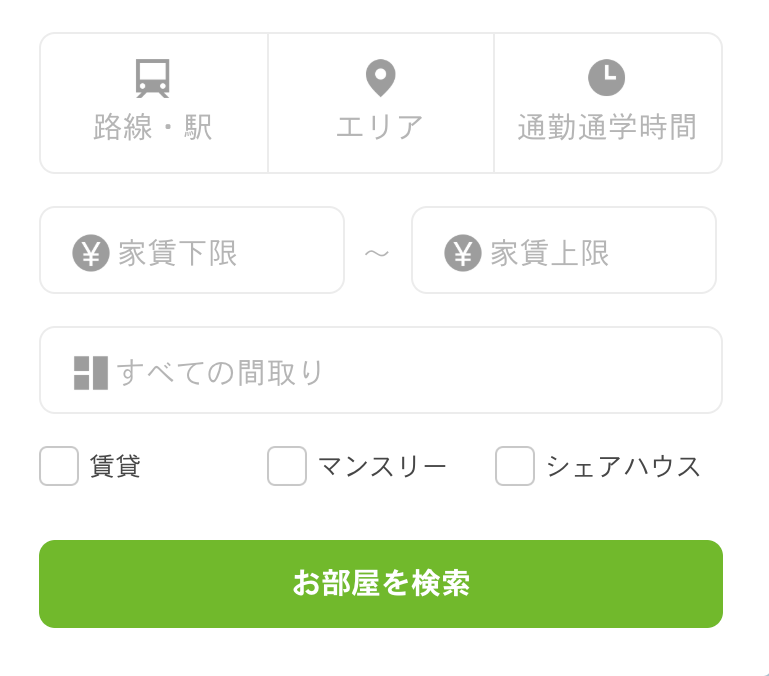 路線・駅
エリア
通勤通学時間
¥ 家賃下限 ～ ¥ 家賃上限
すべての間取り
賃貸
マンスリー
シェアハウス
お部屋を検索